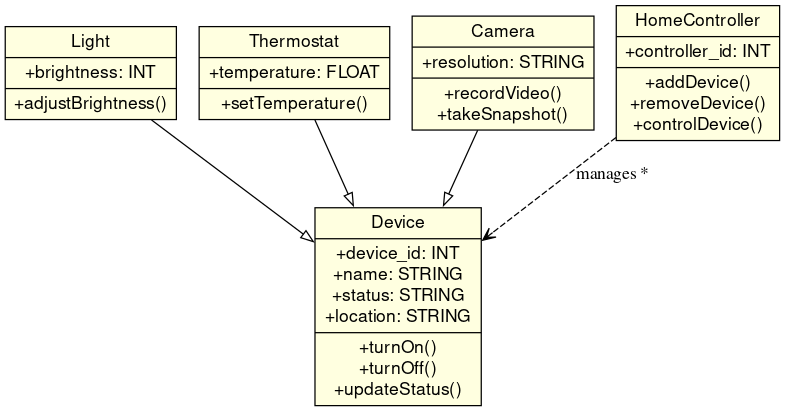 Light
+brightness: INT
+adjustBrightness()
Thermostat
+temperature: FLOAT
+setTemperature()
Camera
+resolution: STRING
+recordVideo()
+takeSnapshot()
HomeController
+controller_id: INT
+addDevice()
+removeDevice()
+controlDevice()
manages *
Device
+device_id: INT
+name: STRING
+status: STRING
+location: STRING
+turnOn()
+turnOff()
+updateStatus()